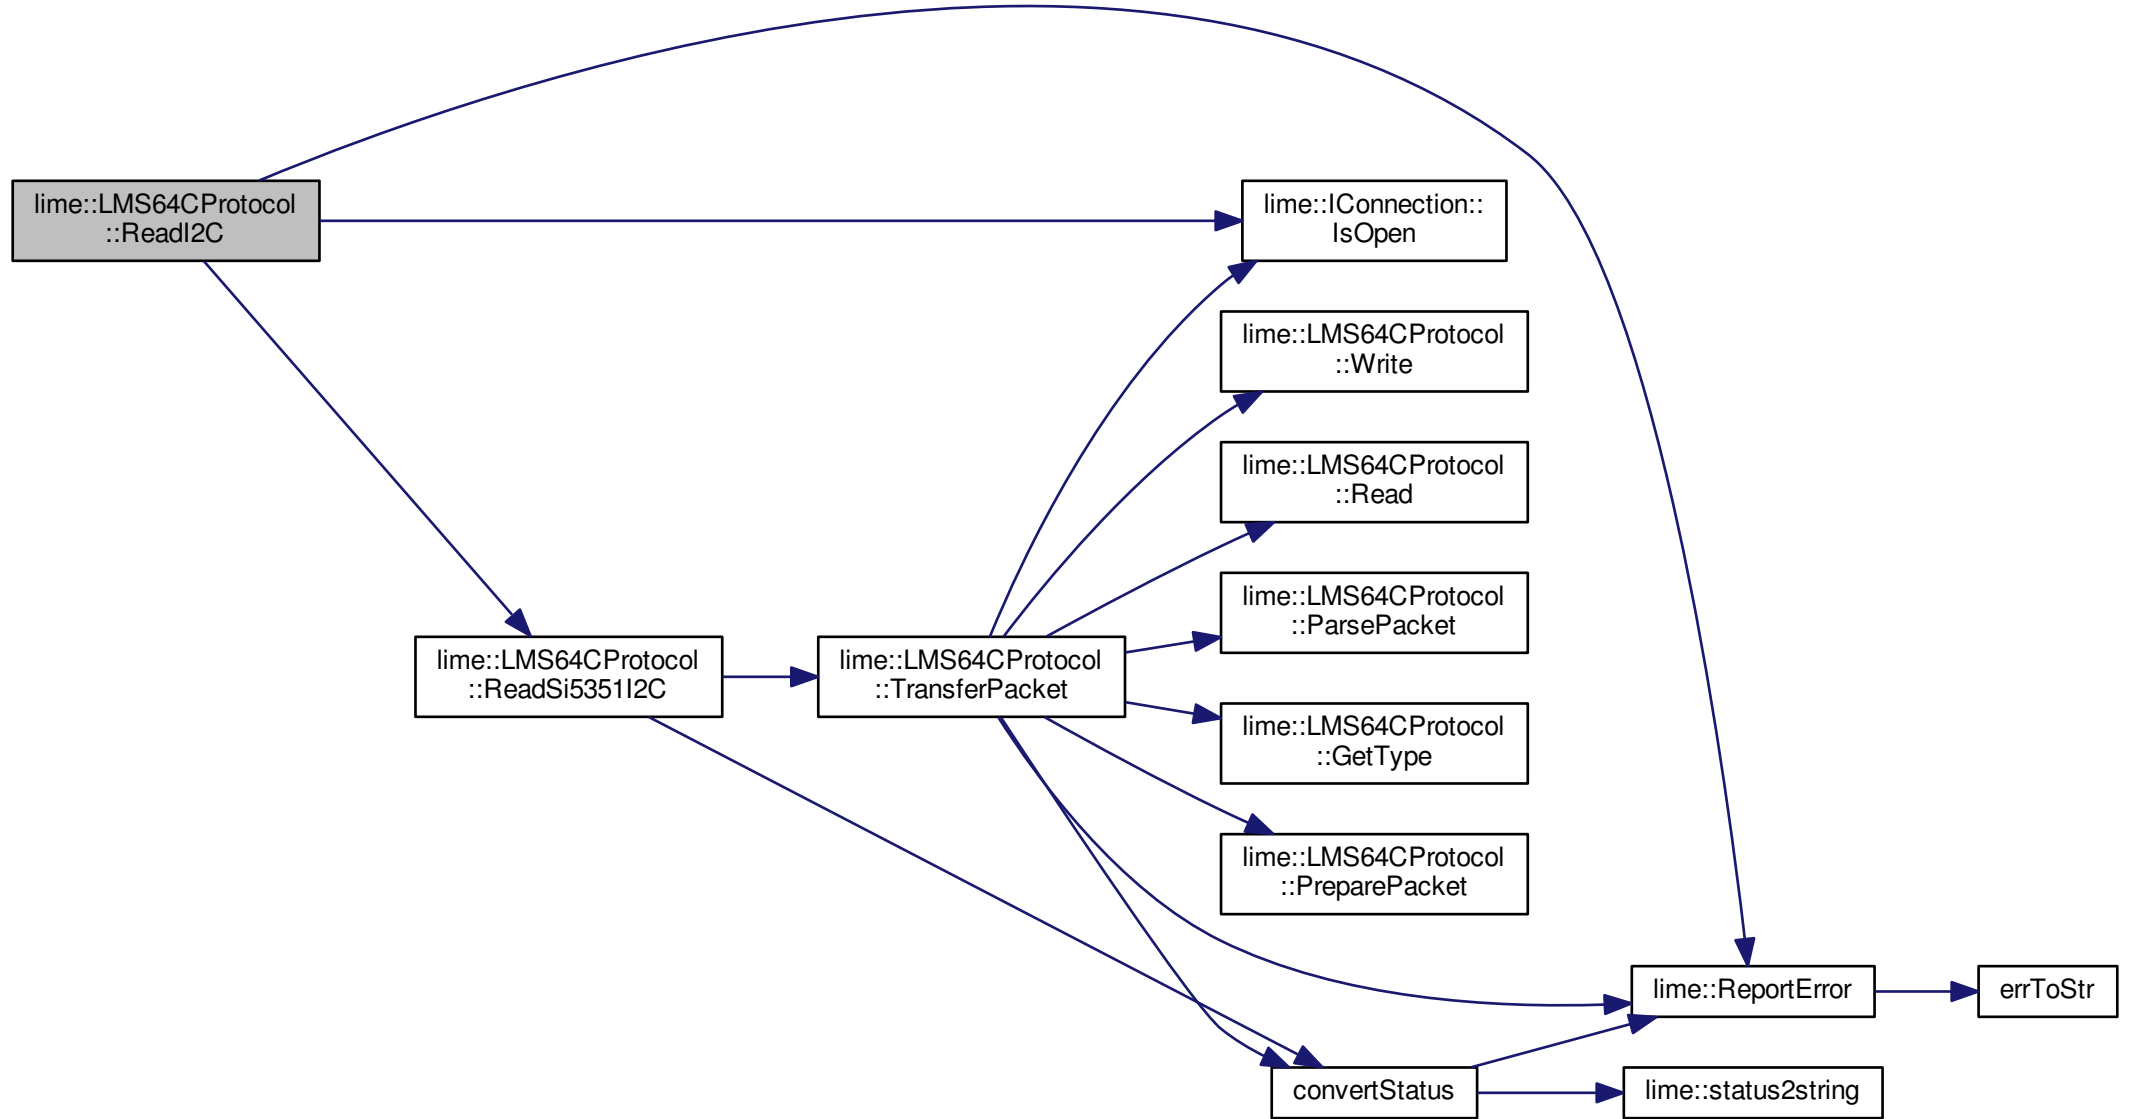 lime::LMS64CProtocol
::ReadI2C
lime::IConnection::
IsOpen
lime::LMS64CProtocol
::Write
lime::LMS64CProtocol
::Read
lime::LMS64CProtocol
::ParsePacket
lime::LMS64CProtocol
::ReadSi5351I2C
lime::LMS64CProtocol
::TransferPacket
lime::LMS64CProtocol
::GetType
lime::LMS64CProtocol
::PreparePacket
lime::ReportError
errToStr
convertStatus
lime::status2string